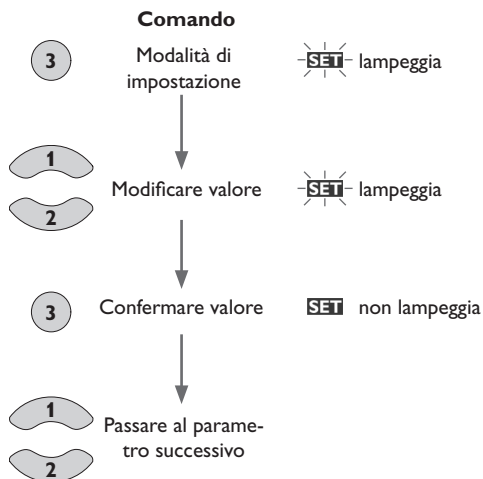 Comando
3 Modalità di impostazione SET lampeggia
1
Modificare valore SET lampeggia
2
3 Confermare valore SET non lampeggia
1
Passare al parame-
tro successivo
2